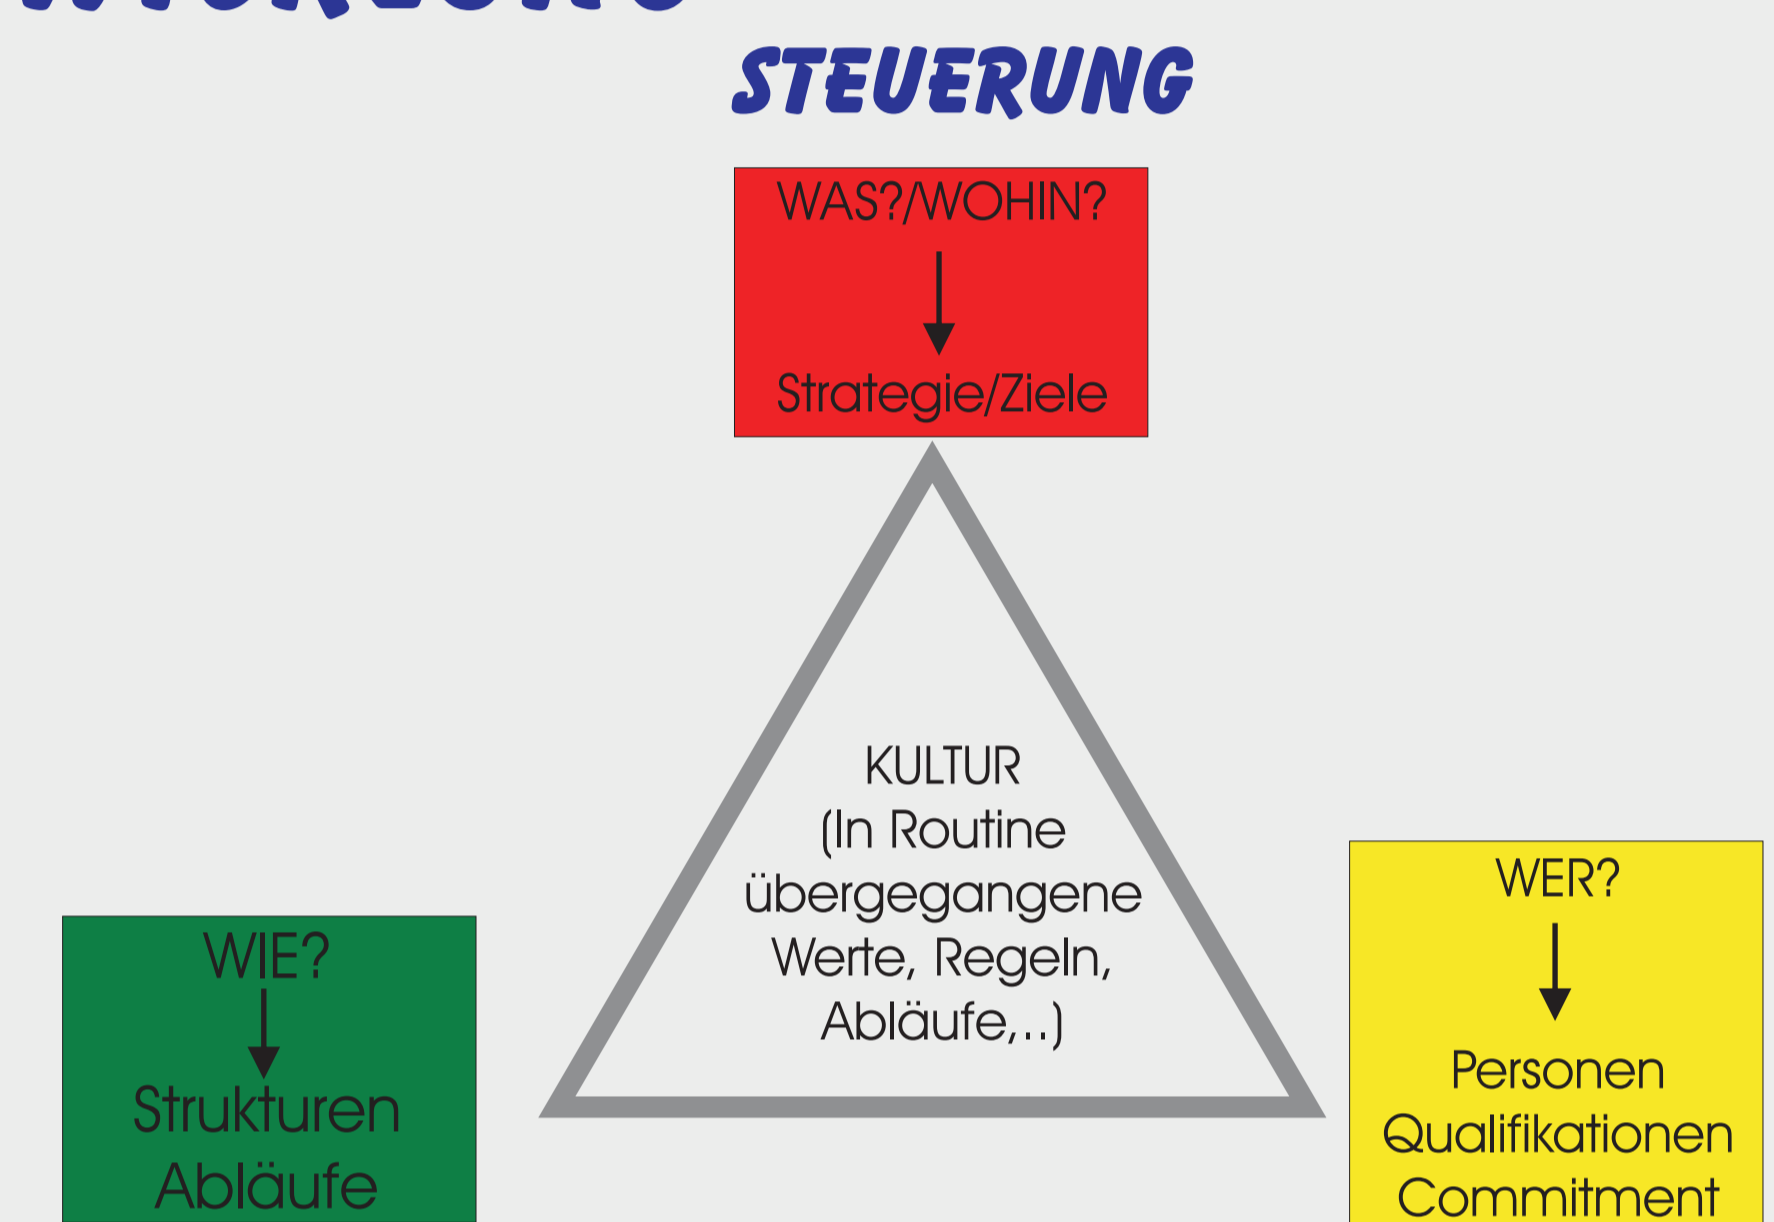 STEUERUNG
WAS?/WOHIN?
Strategie/Ziele
KULTUR
(In Routine
übergegangene
Werte, Regeln,
Abläufe,..)
WIE?
Strukturen
Abläufe
WER?
Personen
Qualifikationen
Commitment